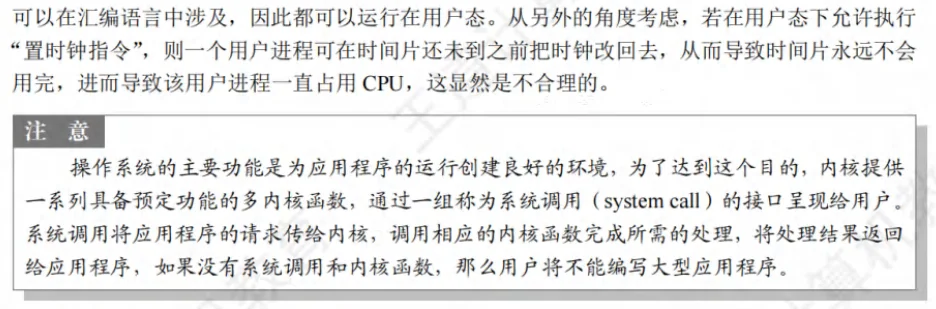 可以在汇编语言中涉及，因此都可以运行在用户态。从另外的角度考虑，若在用户态下允许执行
“置时钟指令”，则一个用户进程可在时间片还未到之前把时钟改回去，从而导致时间片永远不会
用完，进而导致该用户进程一直占用 CPU，这显然是不合理的。
注 意
操作系统的主要功能是为应用程序的运行创建良好的环境，为了达到这个目的，内核提供
一系列具备预定功能的多内核函数，通过一组称为系统调用（system call）的接口呈现给用户。
系统调用将应用程序的请求传给内核，调用相应的内核函数完成所需的处理，将处理结果返回
给应用程序，如果没有系统调用和内核函数，那么用户将不能编写大型应用程序。